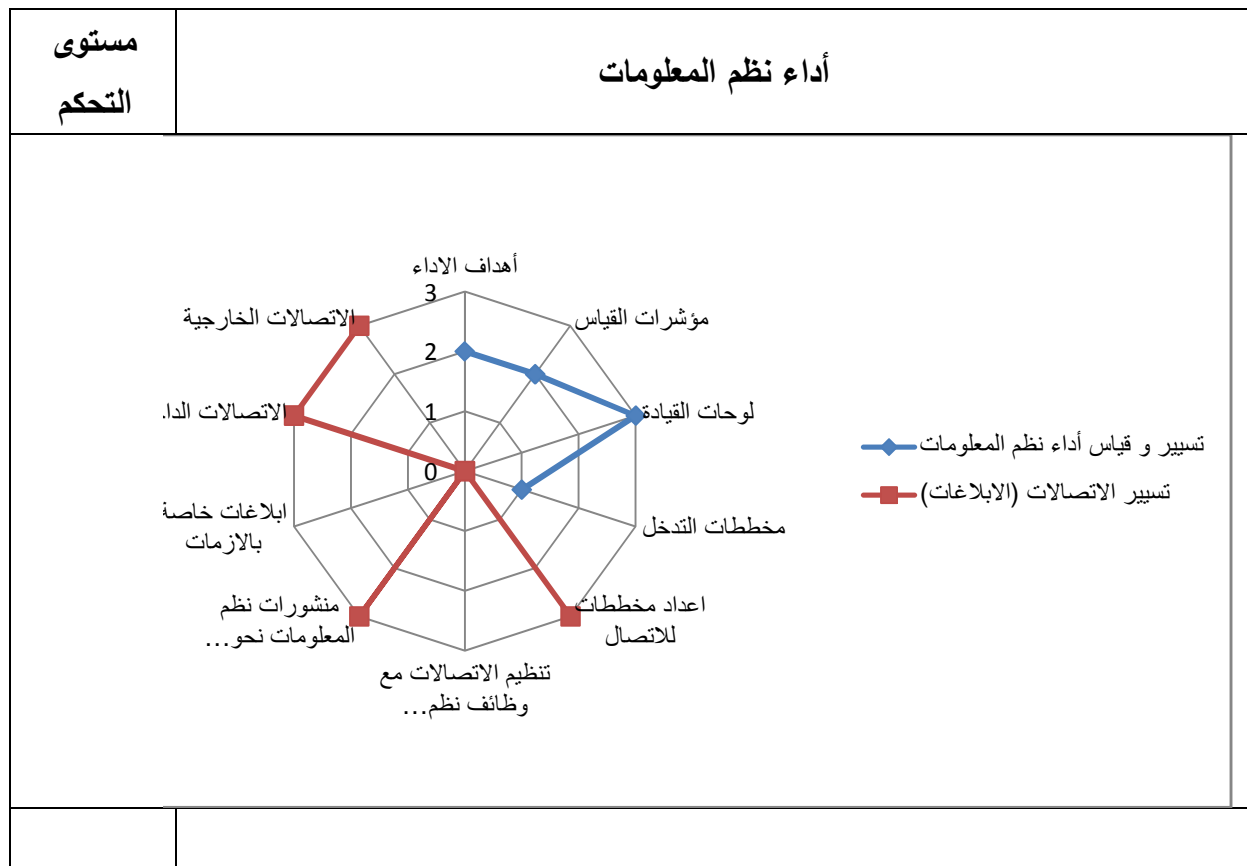 مستوى
التحكم
أداء نظم المعلومات
أهداف الاداء
مؤشرات القياس
لوحات القيادة
مخططات التدخل
اعداد مخططات
للاتصال
تنظيم الاتصالات مع
وظائف نظم...
منشورات نظم
المعلومات نحو...
ابلاغات خاصة
بالازمات
الاتصالات الدا.
الاتصالات الخارجية
3
2
1
0
تسيير و قياس أداء نظم المعلومات
تسيير الاتصالات (الابلاغات)